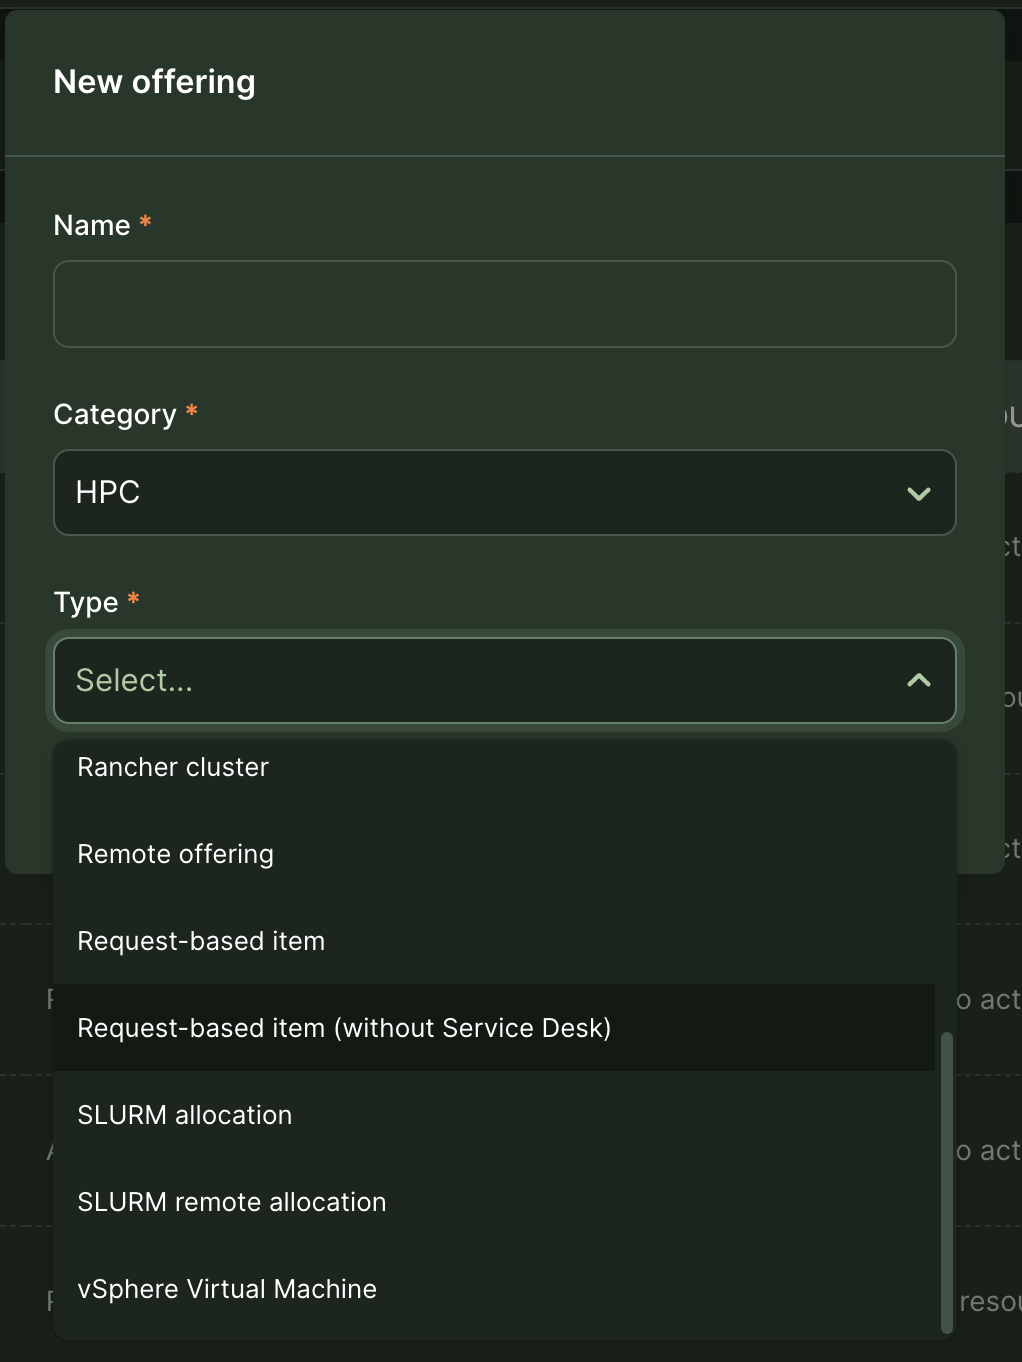 New offering
Name *
Category *
HPC
Type *
Select...
Rancher cluster
Remote offering
Request-based item
Request-based item (without Service Desk)
SLURM allocation
SLURM remote allocation
vSphere Virtual Machine